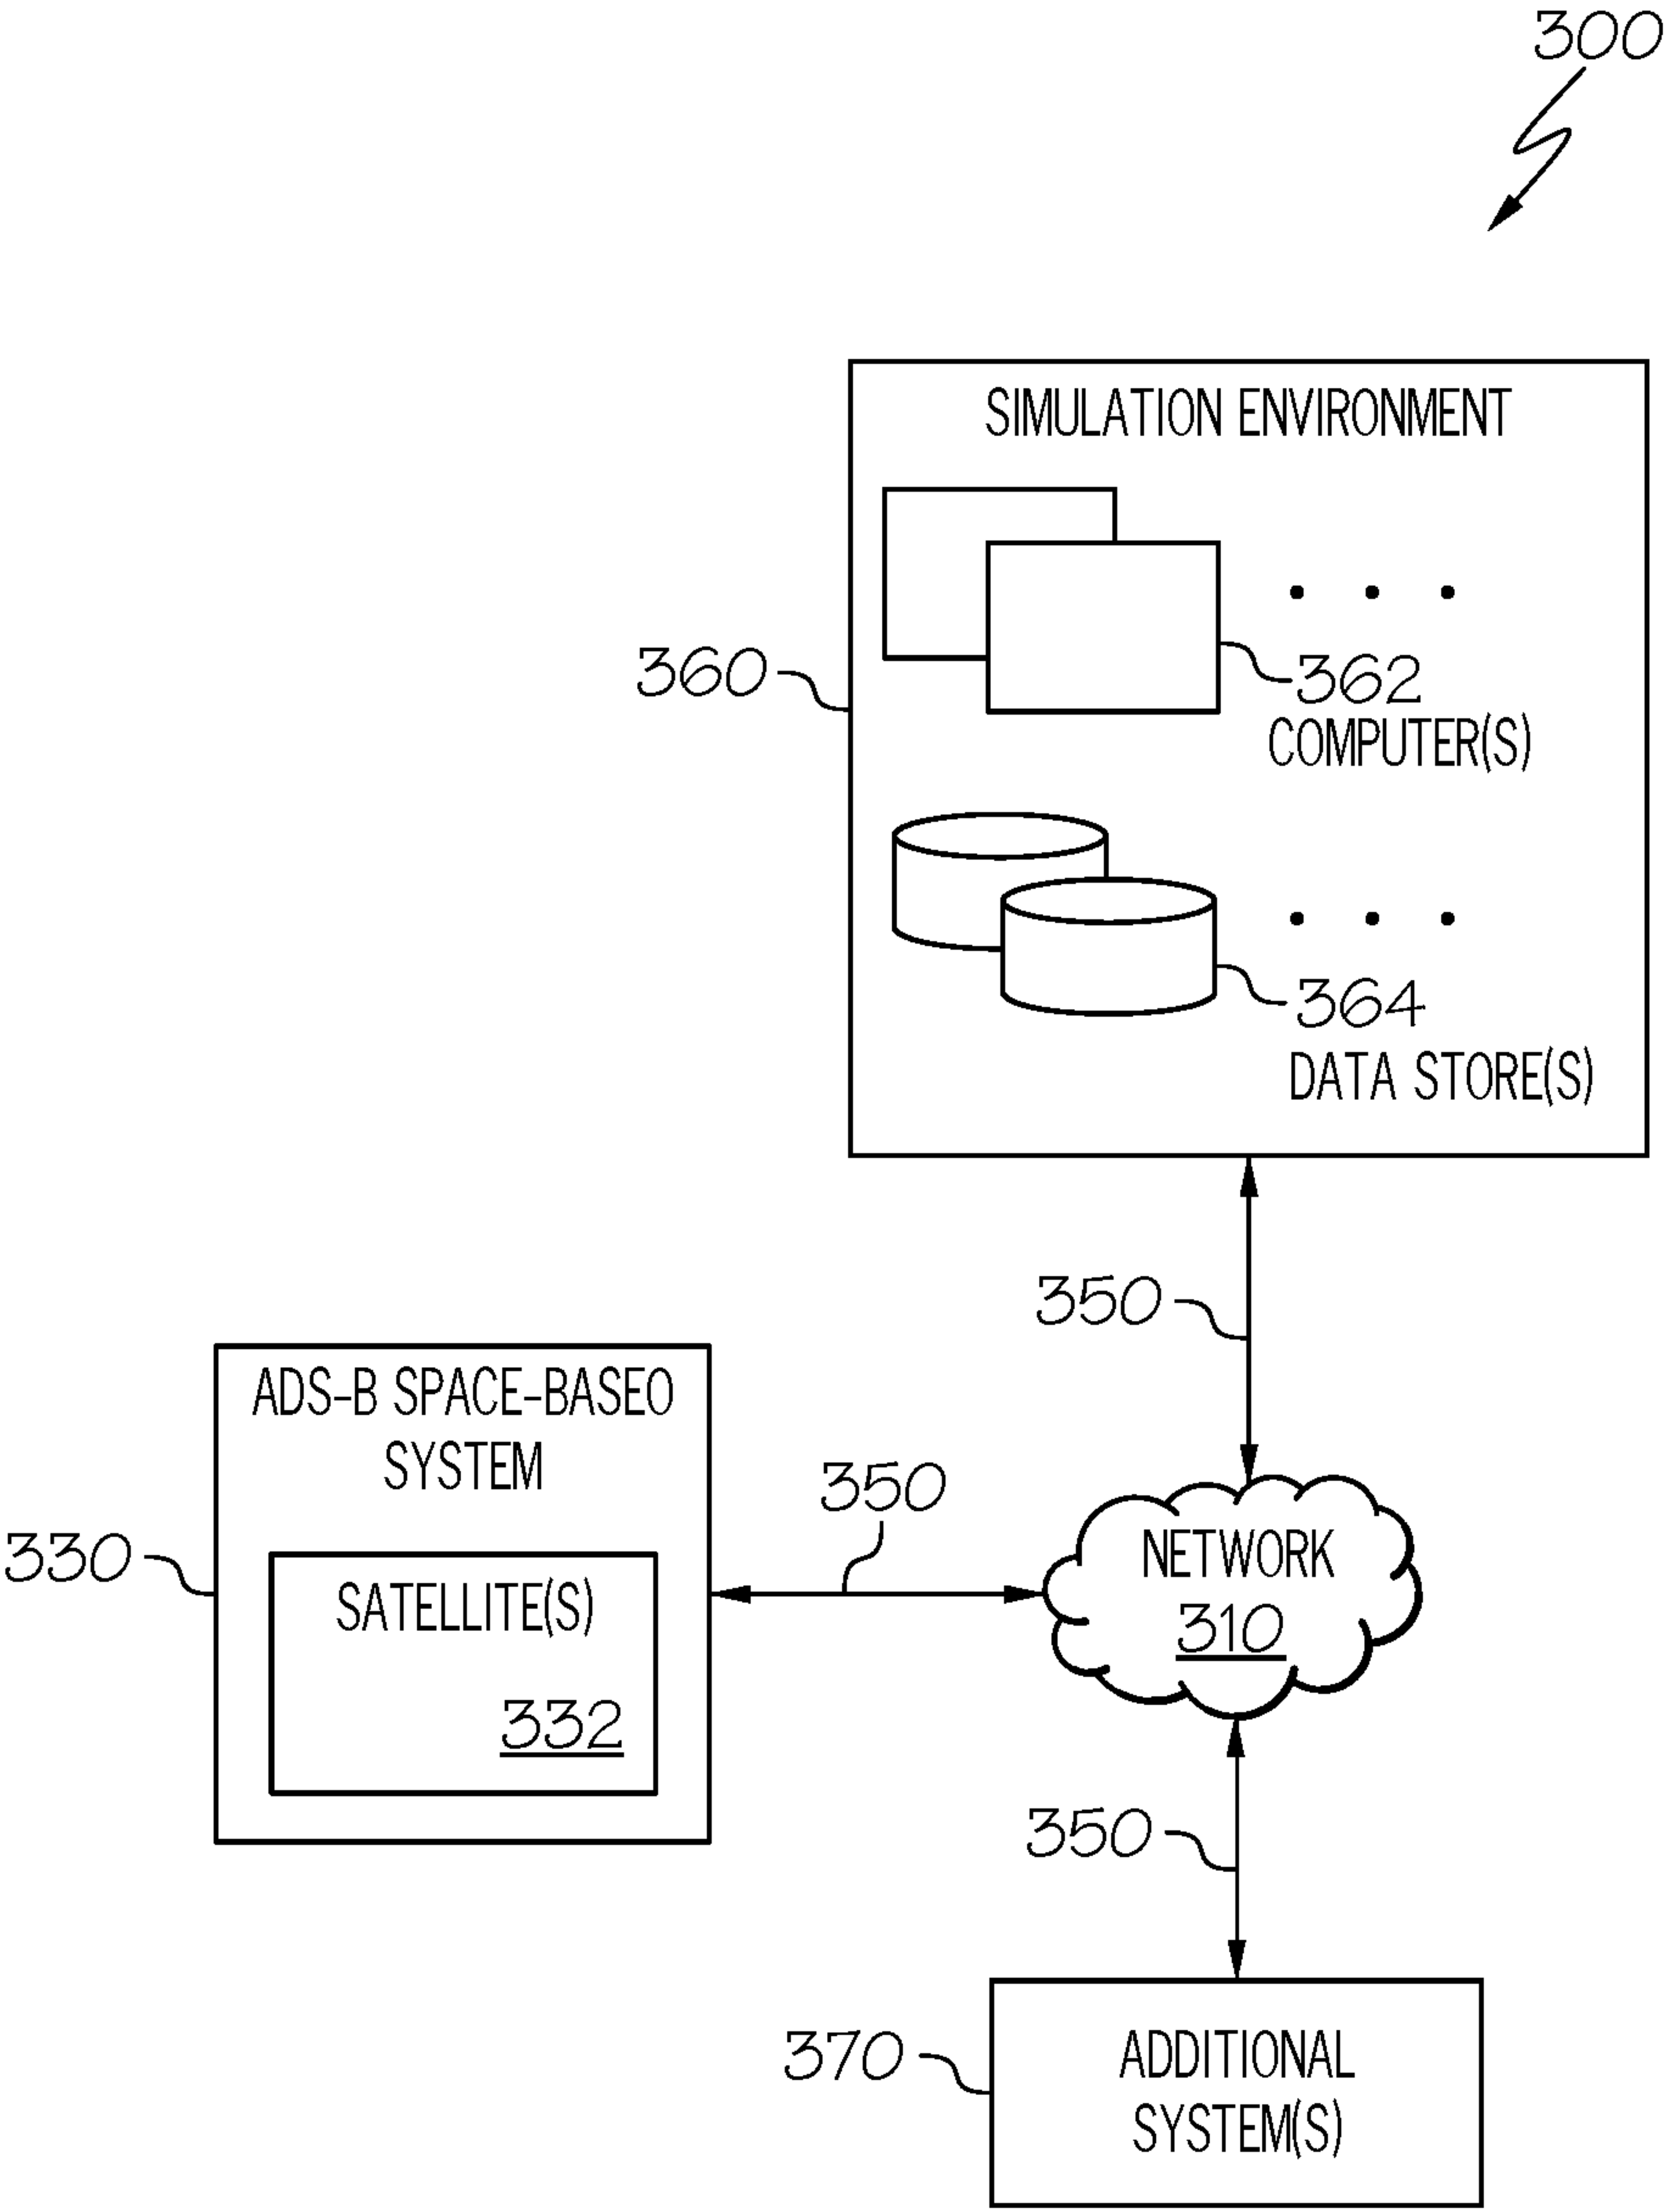 300
SIMULATION ENVIRONMENT
360
362
COMPUTER(S)
364
DATA STORE(S)
350
ADS-B SPACE-BASEO
SYSTEM
330
SATELLITE(S)
332
350
NETWORK
310
350
370
ADDITIONAL
SYSTEM(S)